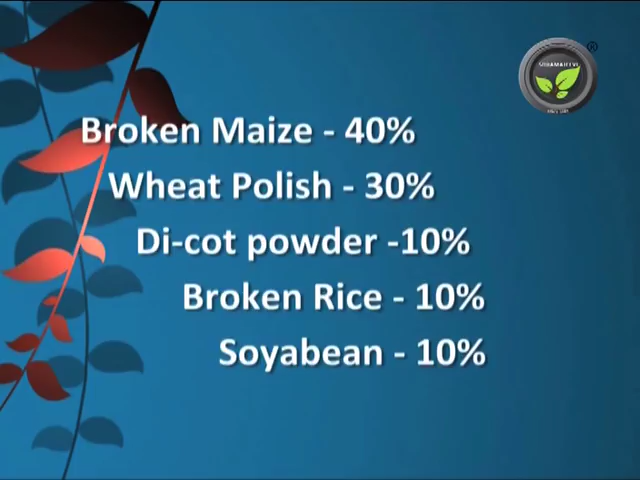 Broken Maize - 40%
Wheat Polish - 30%
Di-cot powder -10%
Broken Rice - 10%
Soyabean - 10%
®